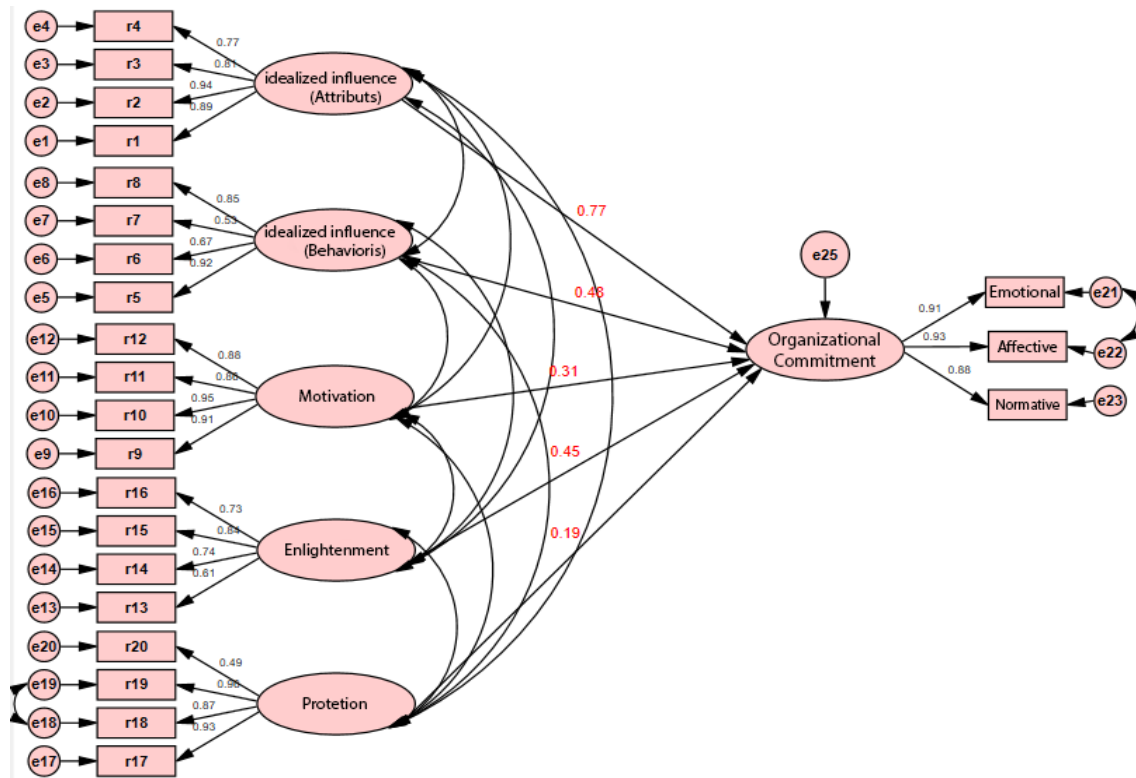 e4 r4
0.77
e3 r3
0.81
idealized influence
(Attributs)
e2 r2
0.94
0.89
e1 r1
e8 r8
0.85
e7 r7
0.53
idealized influence
(Behavioris)
e6 r6
0.67
0.92
e5 r5
e12 r12
0.88
e11 r11
0.86
Motivation
e10 r10
0.95
0.91
e9 r9
e16 r16
0.73
e15 r15
0.84
Enlightenment
e14 r14
0.74
0.61
e13 r13
e20 r20
0.49
e19 r19
0.96
Protetion
e18 r18
0.87
0.93
e17 r17
0.77
0.48
0.31
0.45
0.19
e25
Organizational
Commitment
0.91
0.93
0.88
Emotional e21
Affective e22
Normative e23